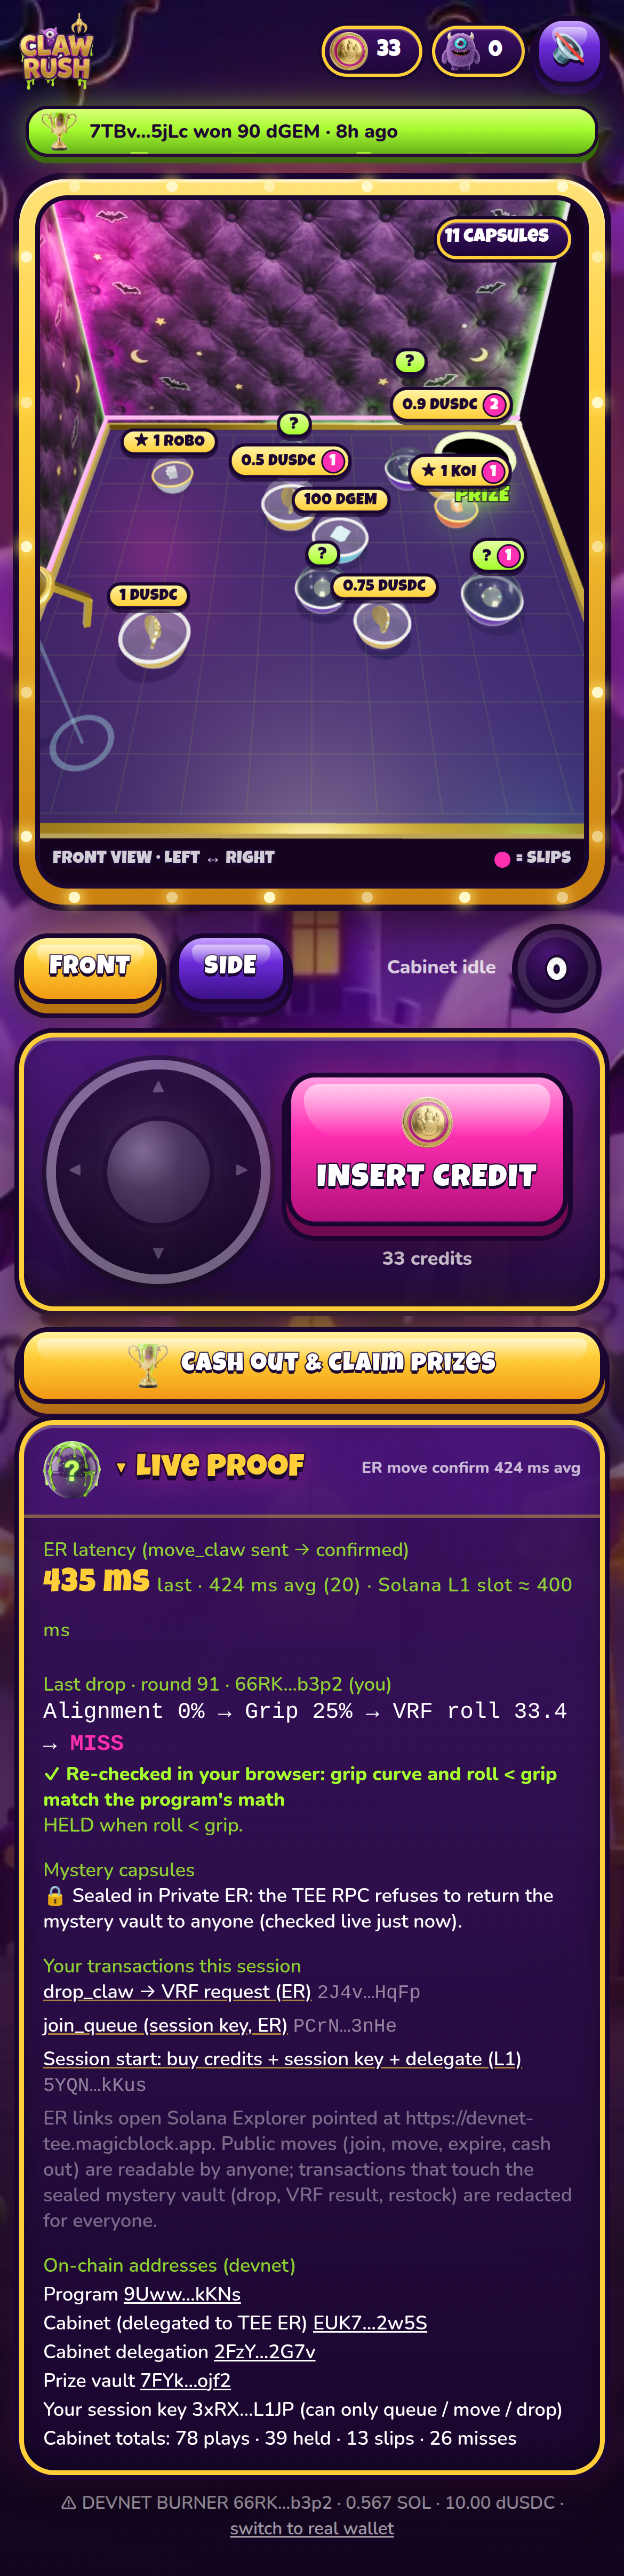 CLAW
RUSH
33
0
7TBv...5jLc won 90 dGEM · 8h ago
11 CAPSULES
?
0.9 DUSDC 2
?
★ 1 ROBO
0.5 DUSDC 1
★ 1 KOI 1
PRIZE
100 DGEM
?
? 1
1 DUSDC
0.75 DUSDC
FRONT VIEW · LEFT ↔ RIGHT
= SLIPS
FRONT
SIDE
Cabinet idle
0
INSERT CREDIT
33 credits
CASH OUT & CLAIM PRIZES
?
▼ LIVE PROOF
ER move confirm 424 ms avg
ER latency (move_claw sent → confirmed)
435 ms last · 424 ms avg (20) · Solana L1 slot ≈ 400
ms
Last drop · round 91 · 66RK...b3p2 (you)
Alignment 0% → Grip 25% → VRF roll 33.4
→ MISS
✓ Re-checked in your browser: grip curve and roll < grip
match the program's math
HELD when roll < grip.
Mystery capsules
🔒 Sealed in Private ER: the TEE RPC refuses to return the
mystery vault to anyone (checked live just now).
Your transactions this session
drop_claw → VRF request (ER) 2J4v…HqFp
join_queue (session key, ER) PCrN…3nHe
Session start: buy credits + session key + delegate (L1)
5YQN…kKus
ER links open Solana Explorer pointed at https://devnet-
tee.magicblock.app. Public moves (join, move, expire, cash
out) are readable by anyone; transactions that touch the
sealed mystery vault (drop, VRF result, restock) are redacted
for everyone.
On-chain addresses (devnet)
Program 9Uww...kKNs
Cabinet (delegated to TEE ER) EUK7...2w5S
Cabinet delegation 2FzY...2G7v
Prize vault 7FYk...ojf2
Your session key 3xRX...L1JP (can only queue / move / drop)
Cabinet totals: 78 plays · 39 held · 13 slips · 26 misses
⚠ DEVNET BURNER 66RK...b3p2 · 0.567 SOL · 10.00 dUSDC ·
switch to real wallet